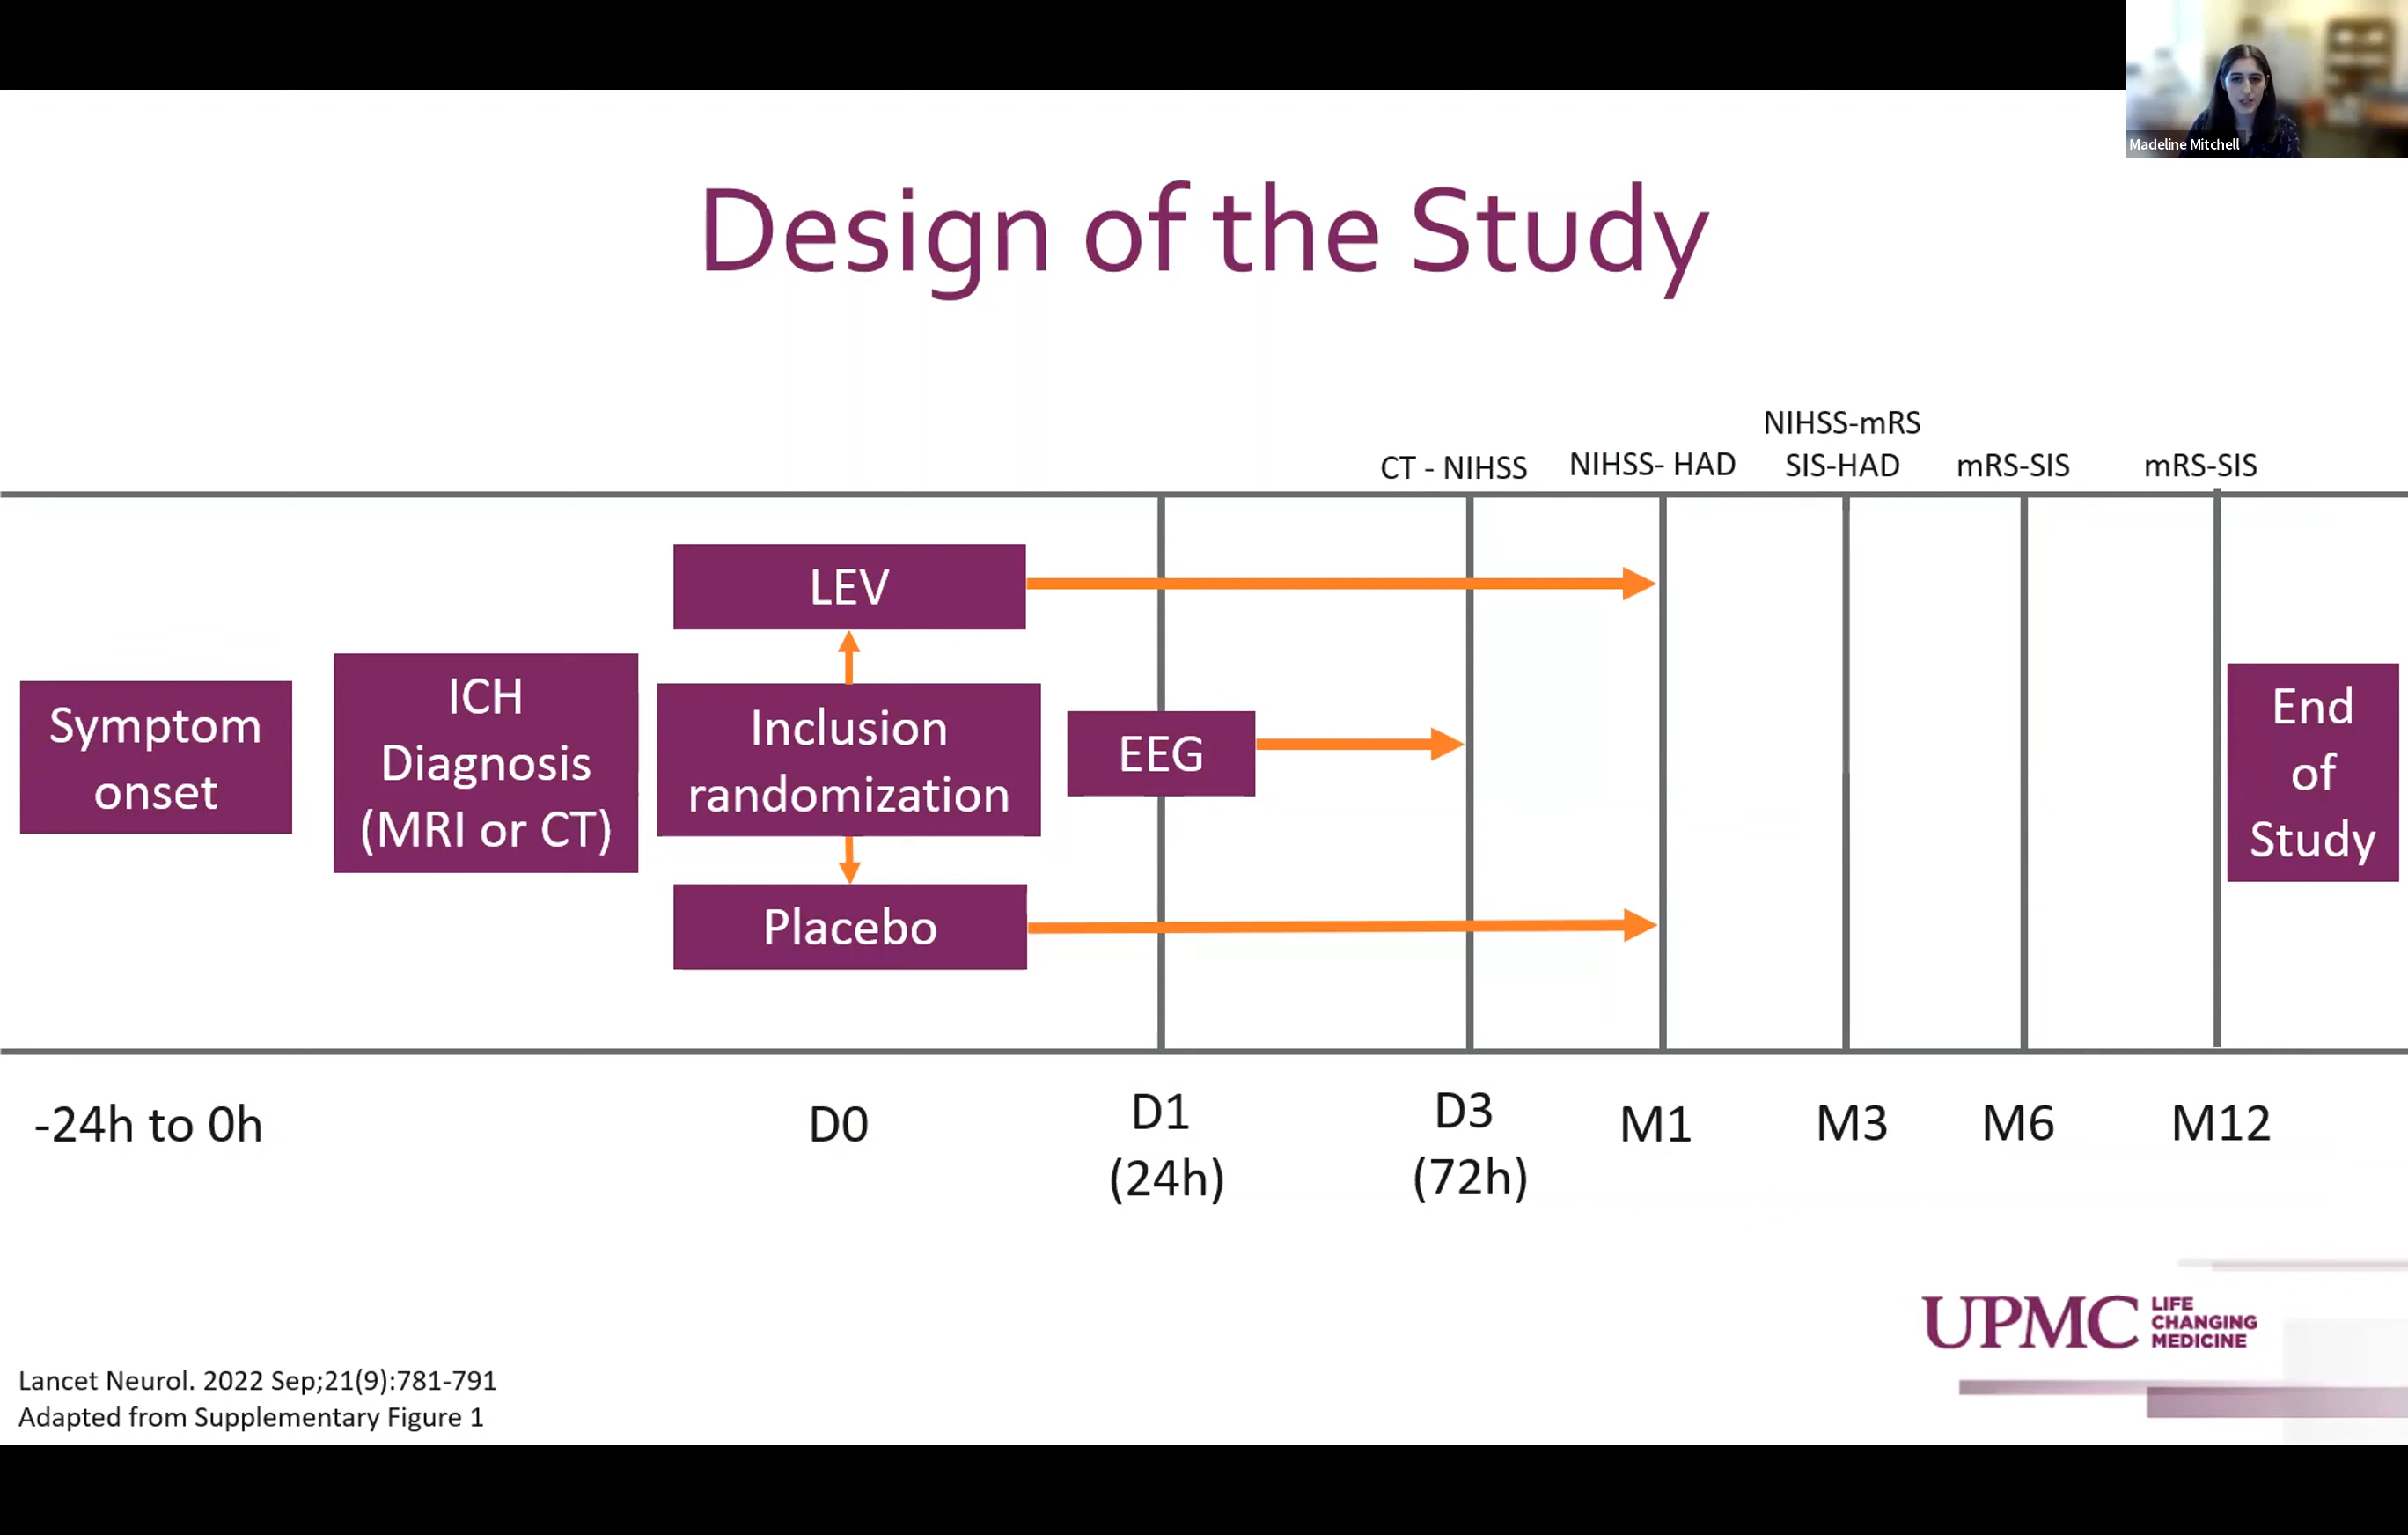 Madeline Mitchell
Design of the Study
CT - NIHSS
NIHSS- HAD
NIHSS-mRS
SIS-HAD
mRS-SIS
mRS-SIS
Symptom
onset
ICH
Diagnosis
(MRI or CT)
LEV
Inclusion
randomization
Placebo
EEG
End
of
Study
-24h to 0h
D0
D1
(24h)
D3
(72h)
M1
M3
M6
M12
UPMC
LIFE
CHANGING
MEDICINE
Lancet Neurol. 2022 Sep;21(9):781-791
Adapted from Supplementary Figure 1